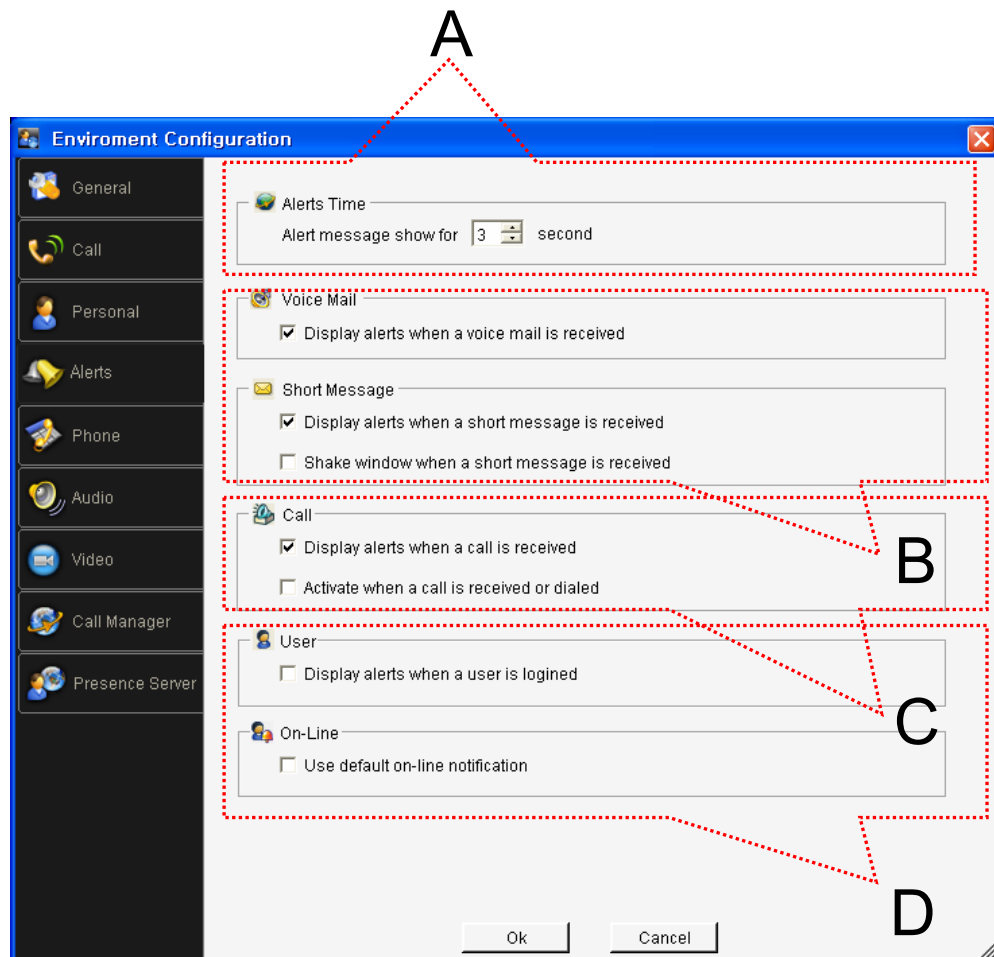 A
Enviroment Configuration
General
Call
Personal
Alerts
Phone
Audio
Video
Call Manager
Presence Server
Alerts Time
Alert message show for 3 second
Voice Mail
Display alerts when a voice mail is received
Short Message
Display alerts when a short message is received
Shake window when a short message is received
B
Call
Display alerts when a call is received
Activate when a call is received or dialed
C
User
Display alerts when a user is logined
On-Line
Use default on-line notification
D
Ok
Cancel